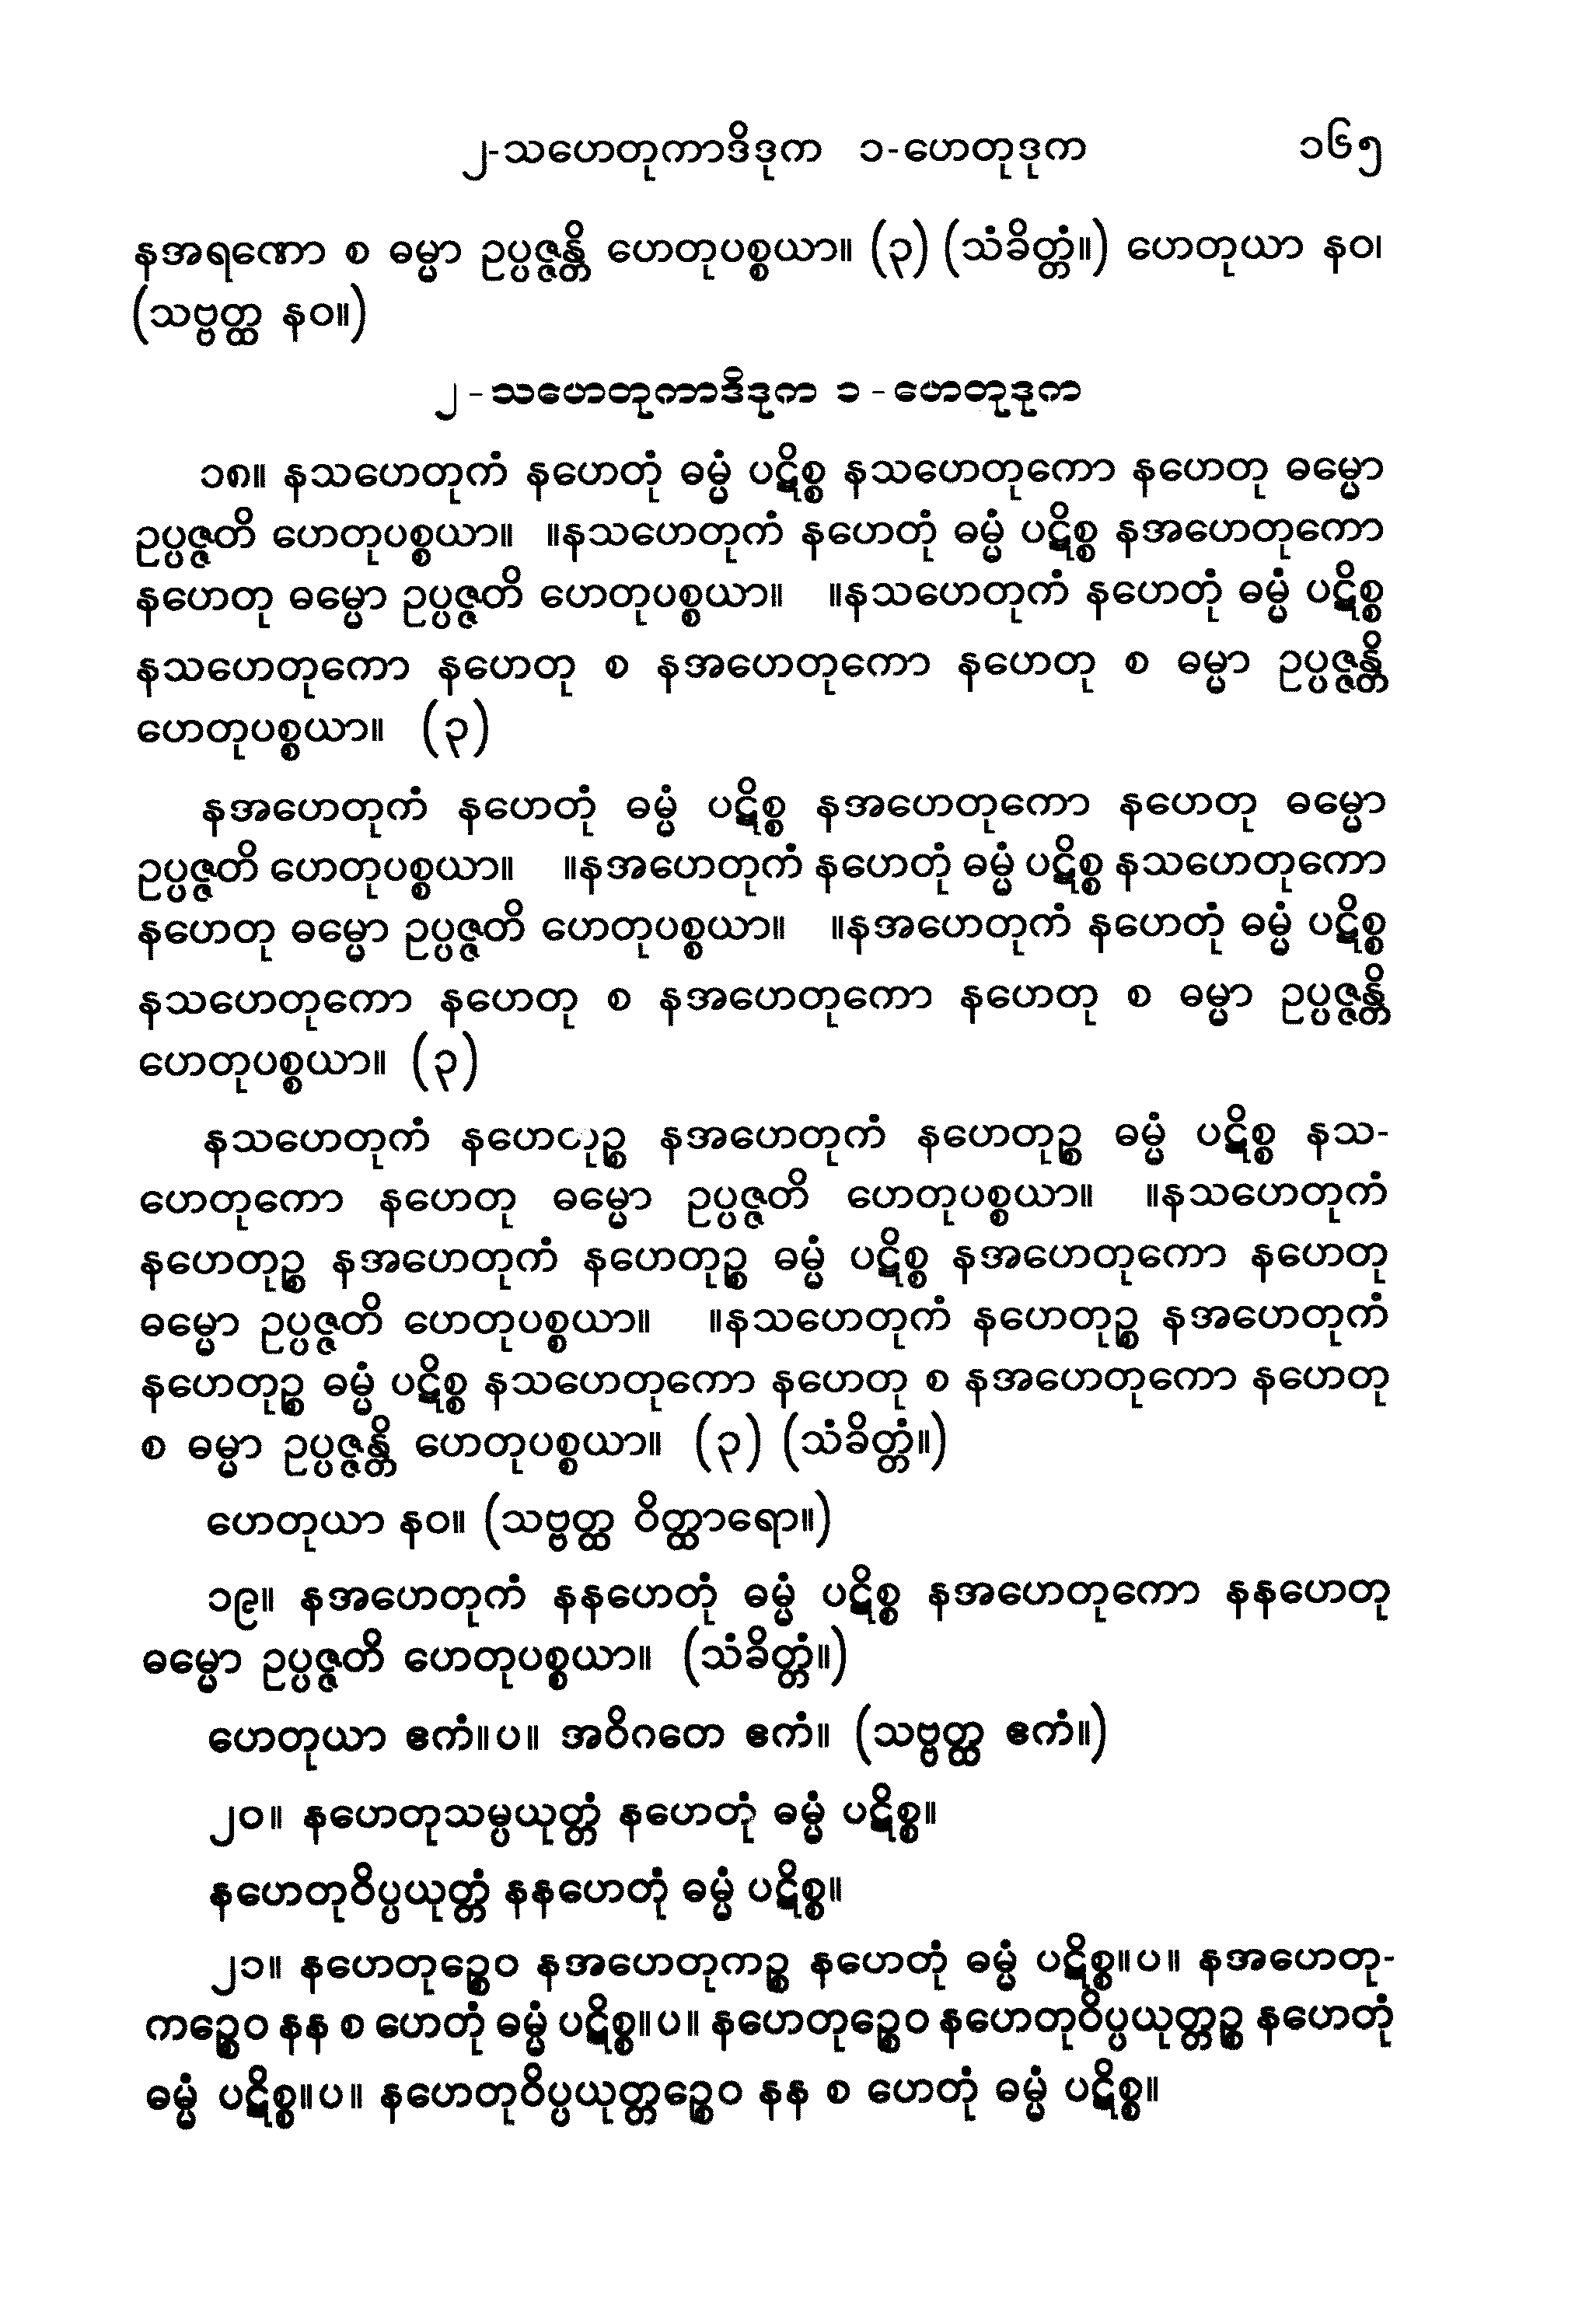 ၂-သဟေတုကာဒိဒုက ၁-ဟေတုဒုက ၁၆၅
နအရဏော စ ဓမ္မာ ဥပ္ပဇ္ဇန္တိ ဟေတုပစ္စယာ။ (၃) (သံခိတ္တံ။) ဟေတုယာ နဝ၊
(သဗ္ဗတ္ထ နဝ။)
၂-သဟေတုကာဒိဒုက ၁-ဟေတုဒုက
၁၈။ နသဟေတုကံ နဟေတုံ ဓမ္မံ ပဋိစ္စ နသဟေတုကော နဟေတု ဓမ္မော
ဥပ္ပဇ္ဇတိ ဟေတုပစ္စယာ။ ။နသဟေတုကံ နဟေတုံ ဓမ္မံ ပဋိစ္စ နအဟေတုကော
နဟေတု ဓမ္မော ဥပ္ပဇ္ဇတိ ဟေတုပစ္စယာ။ ။နသဟေတုကံ နဟေတုံ ဓမ္မံ ပဋိစ္စ
နသဟေတုကော နဟေတု စ နအဟေတုကော နဟေတု စ ဓမ္မာ ဥပ္ပဇ္ဇန္တိ
ဟေတုပစ္စယာ။ (၃)
နအဟေတုကံ နဟေတုံ ဓမ္မံ ပဋိစ္စ နအဟေတုကော နဟေတု ဓမ္မော
ဥပ္ပဇ္ဇတိ ဟေတုပစ္စယာ။ ။နအဟေတုကံ နဟေတုံ ဓမ္မံ ပဋိစ္စ နသဟေတုကော
နဟေတု ဓမ္မော ဥပ္ပဇ္ဇတိ ဟေတုပစ္စယာ။ ။နအဟေတုကံ နဟေတုံ ဓမ္မံ ပဋိစ္စ
နသဟေတုကော နဟေတု စ နအဟေတုကော နဟေတု စ ဓမ္မာ ဥပ္ပဇ္ဇန္တိ
ဟေတုပစ္စယာ။ (၃)
နသဟေတုကံ နဟေတုဉ္စ နအဟေတုကံ နဟေတုဉ္စ ဓမ္မံ ပဋိစ္စ နသ-
ဟေတုကော နဟေတု ဓမ္မော ဥပ္ပဇ္ဇတိ ဟေတုပစ္စယာ။ ။နသဟေတုကံ
နဟေတုဉ္စ နအဟေတုကံ နဟေတုဉ္စ ဓမ္မံ ပဋိစ္စ နအဟေတုကော နဟေတု
ဓမ္မော ဥပ္ပဇ္ဇတိ ဟေတုပစ္စယာ။ ။နသဟေတုကံ နဟေတုဉ္စ နအဟေတုကံ
နဟေတုဉ္စ ဓမ္မံ ပဋိစ္စ နသဟေတုကော နဟေတု စ နအဟေတုကော နဟေတု
စ ဓမ္မာ ဥပ္ပဇ္ဇန္တိ ဟေတုပစ္စယာ။ (၃) (သံခိတ္တံ။)
ဟေတုယာ နဝ။ (သဗ္ဗတ္ထ ဝိတ္ထာရော။)
၁၉။ နအဟေတုကံ နနဟေတုံ ဓမ္မံ ပဋိစ္စ နအဟေတုကော နနဟေတု
ဓမ္မော ဥပ္ပဇ္ဇတိ ဟေတုပစ္စယာ။ (သံခိတ္တံ။)
ဟေတုယာ ဧကံ။ပ။ အဝိဂတေ ဧကံ။ (သဗ္ဗတ္ထ ဧကံ။)
၂၀။ နဟေတုသမ္ပယုတ္တံ နဟေတုံ ဓမ္မံ ပဋိစ္စ။
နဟေတုဝိပ္ပယုတ္တံ နနဟေတုံ ဓမ္မံ ပဋိစ္စ။
၂၁။ နဟေတုဉ္စေဝ နအဟေတုကဉ္စ နဟေတုံ ဓမ္မံ ပဋိစ္စ။ပ။ နအဟေတု-
ကဉ္စေဝ နန စ ဟေတုံ ဓမ္မံ ပဋိစ္စ။ပ။ နဟေတုဉ္စေဝ နဟေတုဝိပ္ပယုတ္တဉ္စ နဟေတုံ
ဓမ္မံ ပဋိစ္စ။ပ။ နဟေတုဝိပ္ပယုတ္တဉ္စေဝ နန စ ဟေတုံ ဓမ္မံ ပဋိစ္စ။